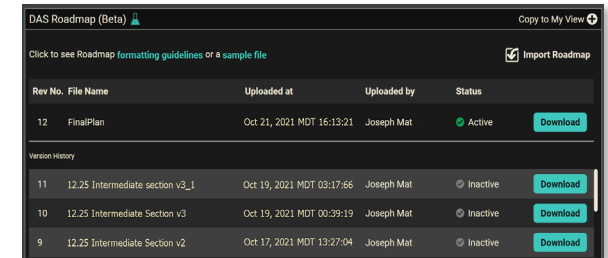 DAS Roadmap (Beta) Copy to My View
Click to see Roadmap formatting guidelines or a sample file Import Roadmap
Rev No. File Name Uploaded at Uploaded by Status
12 FinalPlan Oct 21, 2021 MDT 16:13:21 Joseph Mat Active Download
Version History
11 12.25 Intermediate section v3_1 Oct 19, 2021 MDT 03:17:66 Joseph Mat Inactive Download
10 12.25 Intermediate Section v3 Oct 19, 2021 MDT 00:39:19 Joseph Mat Inactive Download
9 12.25 Intermediate Section v2 Oct 17, 2021 MDT 13:27:04 Joseph Mat Inactive Download